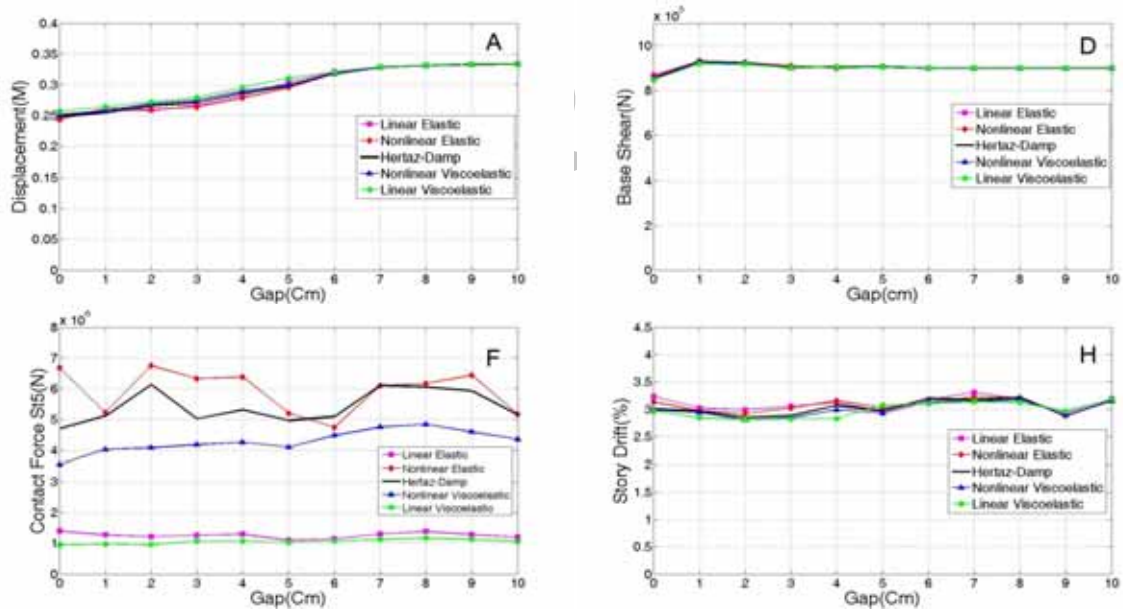 A
0.4
0.35
0.3
0.25
0.2
0.15
0.1
0.05
0
Displacement(M)
Linear Elastic
Nonlinear Elastic
Hertaz-Damp
Nonlinear Viscoelastic
Linear Viscoelastic
0 1 2 3 4 5 6 7 8 9 10
Gap(Cm)
x 10
D
10
5
0
Base Shear(N)
Linear Elastic
Nonlinear Elastic
Hertaz-Damp
Nonlinear Viscoelastic
Linear Viscoelastic
0 1 2 3 4 5 6 7 8 9 10
Gap(cm)
x 10
F
8
7
6
5
4
3
2
1
0
Contact Force St5(N)
Linear Elastic
Nonlinear Elastic
Hertaz-Damp
Nonlinear Viscoelastic
Linear Viscoelastic
0 1 2 3 4 5 6 7 8 9 10
Gap(Cm)
H
4.5
4
3.5
3
2.5
2
1.5
1
0.5
0
Story Drift(%)
Linear Elastic
Nonlinear Elastic
Hertaz-Damp
Nonlinear Viscoelastic
Linear Viscoelastic
0 1 2 3 4 5 6 7 8 9 10
Gap(Cm)